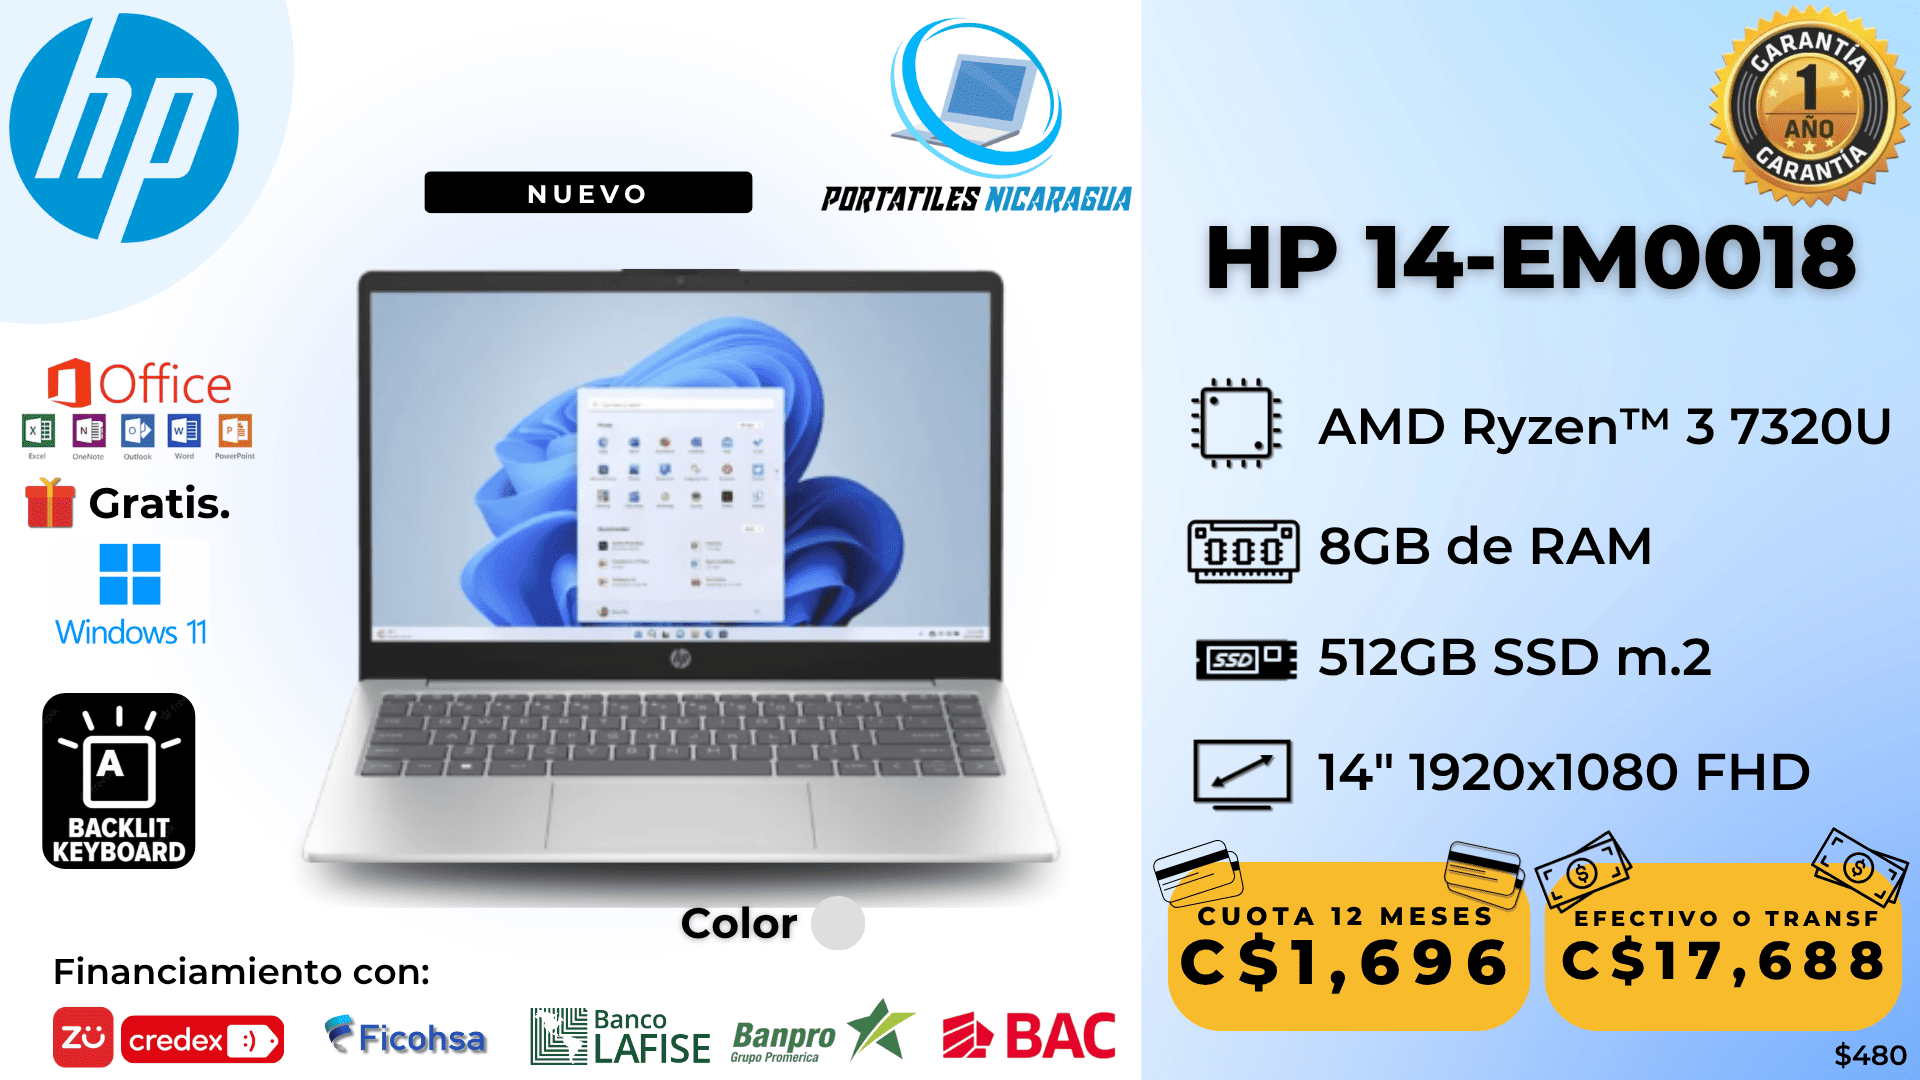 hp
NUEVO
PORTATILES NICARAGUA
GARANTÍA
1
AÑO
GARANTÍA
HP 14-EM0018
Office
Excel
OneNote
Outlook
Word
PowerPoint
Gratis.
Windows 11
A
BACKLIT
KEYBOARD
AMD Ryzen™ 3 7320U
8GB de RAM
SSD
512GB SSD m.2
14" 1920x1080 FHD
Color
CUOTA 12 MESES
C$1,696
EFECTIVO O TRANSF
C$17,688
Financiamiento con:
zü
credex :)
Ficohsa
Banco
LAFISE
Banpro
Grupo Promerica
BAC
$480